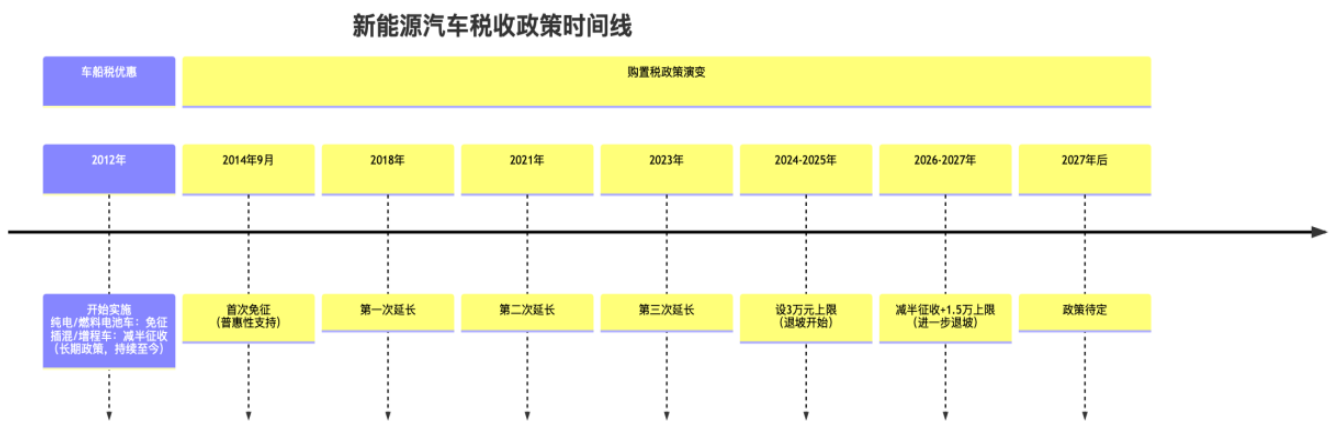 新能源汽车税收政策时间线
车船税优惠
购置税政策演变
2012年
2014年9月
2018年
2021年
2023年
2024-2025年
2026-2027年
2027年后
开始实施
纯电/燃料电池车：免征
插混/增程车：减半征收
（长期政策，持续至今）
首次免征
（普惠性支持）
第一次延长
第二次延长
第三次延长
设3万元上限
（退坡开始）
减半征收+1.5万上限
（进一步退坡）
政策待定